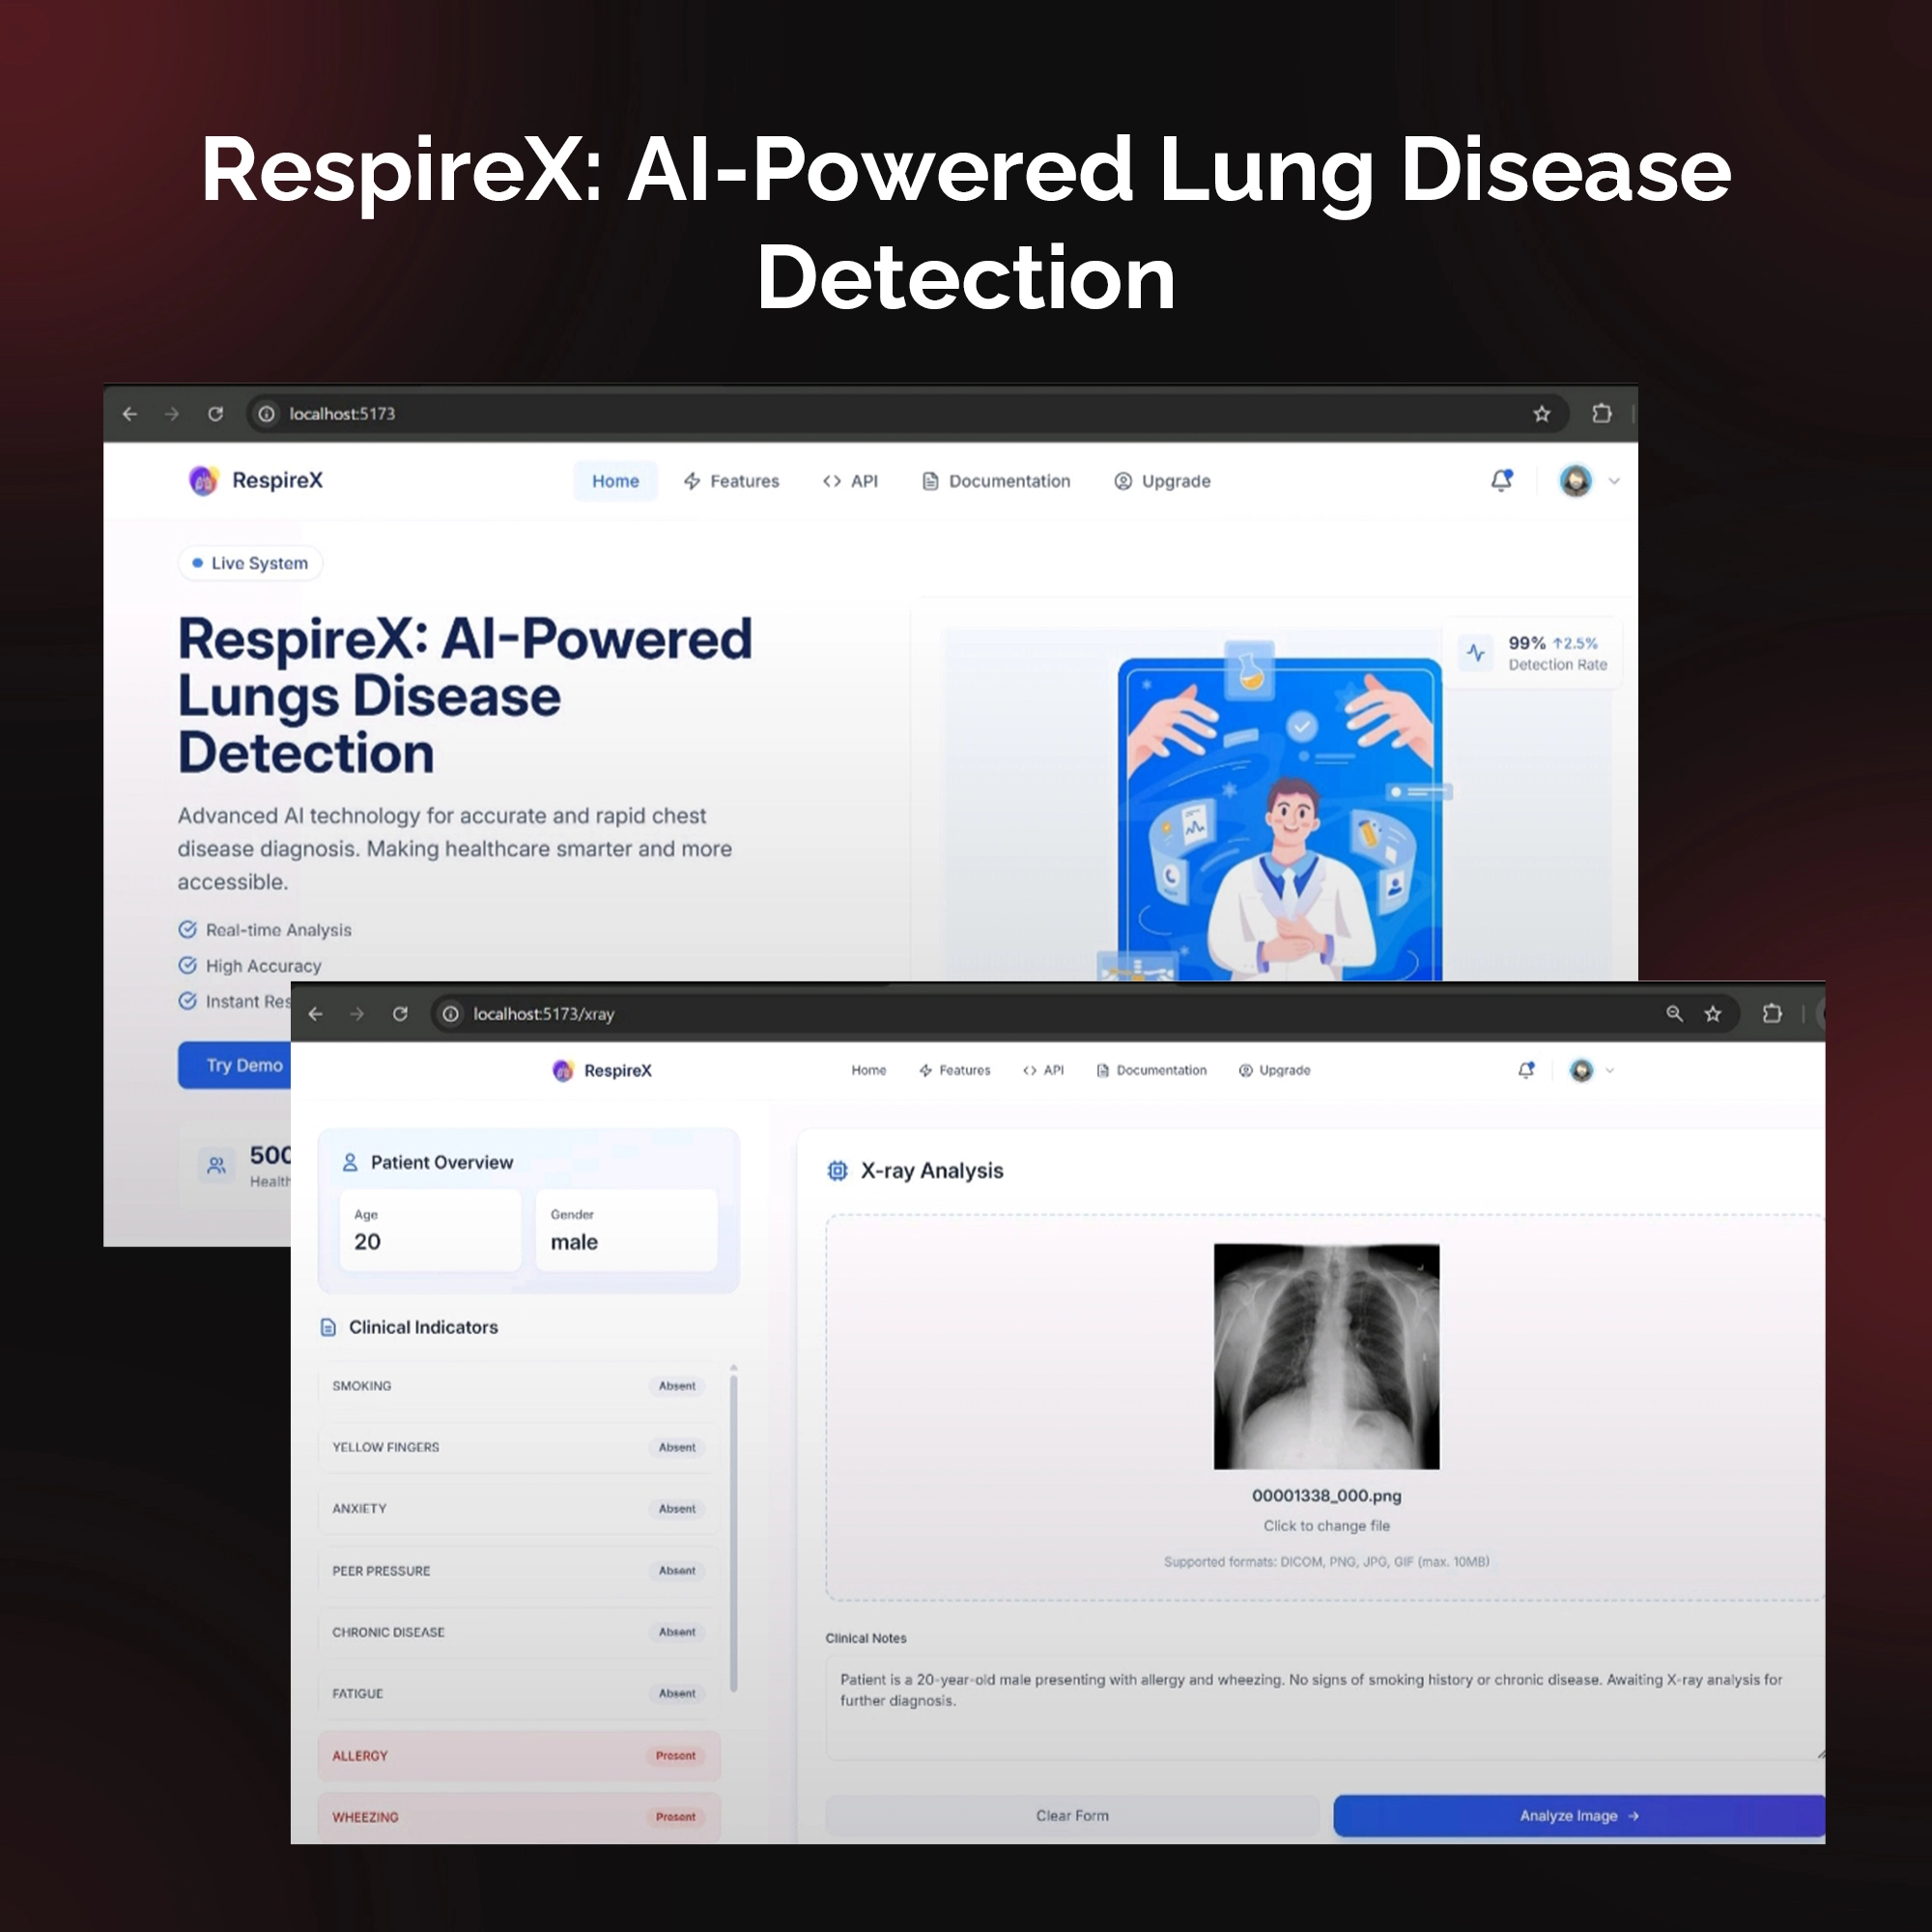 RespireX: AI-Powered Lung Disease
Detection
localhost:5173
RespireX
Home
Features
<> API
Documentation
Upgrade
Live System
RespireX: AI-Powered
Lungs Disease
Detection
Advanced AI technology for accurate and rapid chest
disease diagnosis. Making healthcare smarter and more
accessible.
Real-time Analysis
High Accuracy
Instant Res
Try Demo
500
Health
99% ↑2.5%
Detection Rate
localhost:5173/xray
RespireX
Home
Features
<> API
Documentation
Upgrade
Patient Overview
Age
20
Gender
male
Clinical Indicators
SMOKING
Absent
YELLOW FINGERS
Absent
ANXIETY
Absent
PEER PRESSURE
Absent
CHRONIC DISEASE
Absent
FATIGUE
Absent
ALLERGY
Present
WHEEZING
Present
X-ray Analysis
00001338_000.png
Click to change file
Supported formats: DICOM, PNG, JPG, GIF (max. 10MB)
Clinical Notes
Patient is a 20-year-old male presenting with allergy and wheezing. No signs of smoking history or chronic disease. Awaiting X-ray analysis for
further diagnosis.
Clear Form
Analyze Image →